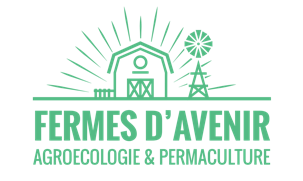 FERMES D'AVENIR
AGROECOLOGIE & PERMACULTURE